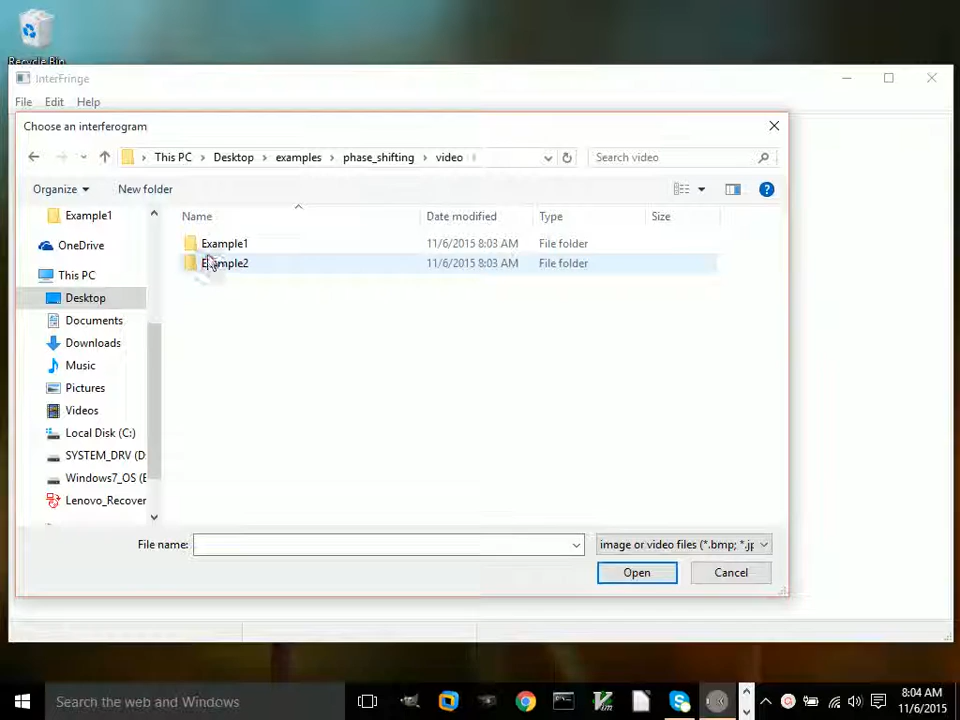 Recycle Bin
InterFringe
File Edit Help
Choose an interferogram
This PC Desktop examples phase_shifting video
Search video
Organize New folder
Name Date modified Type Size
Example1 11/6/2015 8:03 AM File folder
Example2 11/6/2015 8:03 AM File folder
Example1
OneDrive
This PC
Desktop
Documents
Downloads
Music
Pictures
Videos
Local Disk (C:)
SYSTEM_DRV (D:
Windows7_OS (E
Lenovo_Recover
File name: image or video files (*.bmp; *.jp
Open Cancel
Search the web and Windows
8:04 AM
11/6/2015